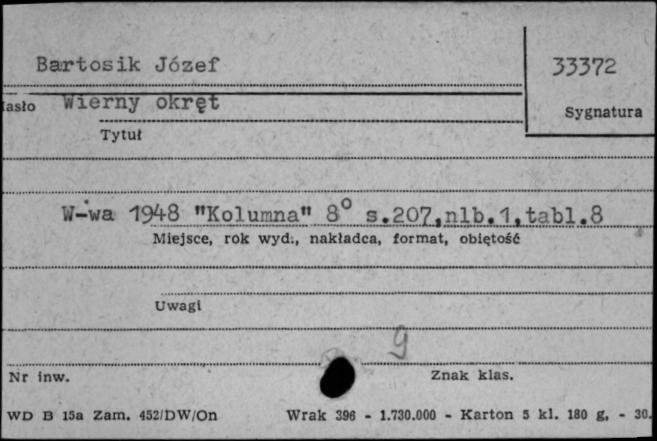 Bartosik Józef
33372
Hasło Wierny okręt
Sygnatura
Tytuł
W-wa 1948 "Kolumna" 8° s.207,nlb.1,tabl.8
Miejsce, rok wyd., nakładca, format, obiętość
Uwagi
9
Nr inw.
Znak klas.
WD B 15a Zam. 452/DW/On Wrak 396 - 1.730.000 - Karton 5 kl. 180 g, - 30.